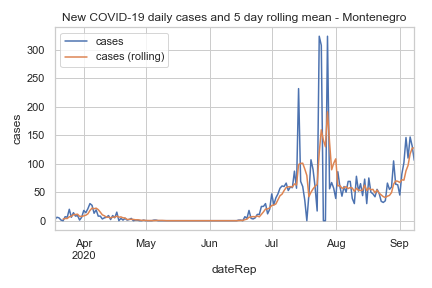 New COVID-19 daily cases and 5 day rolling mean - Montenegro
cases
cases (rolling)
300
250
200
150
100
50
0
cases
Apr
2020
May
Jun
Jul
Aug
Sep
dateRep